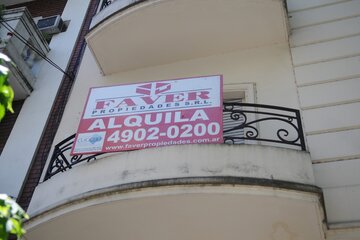 FAVER
PROPIEDADES S.R.L.
ALQUILA
4902-0200
www.faverpropiedades.com.ar